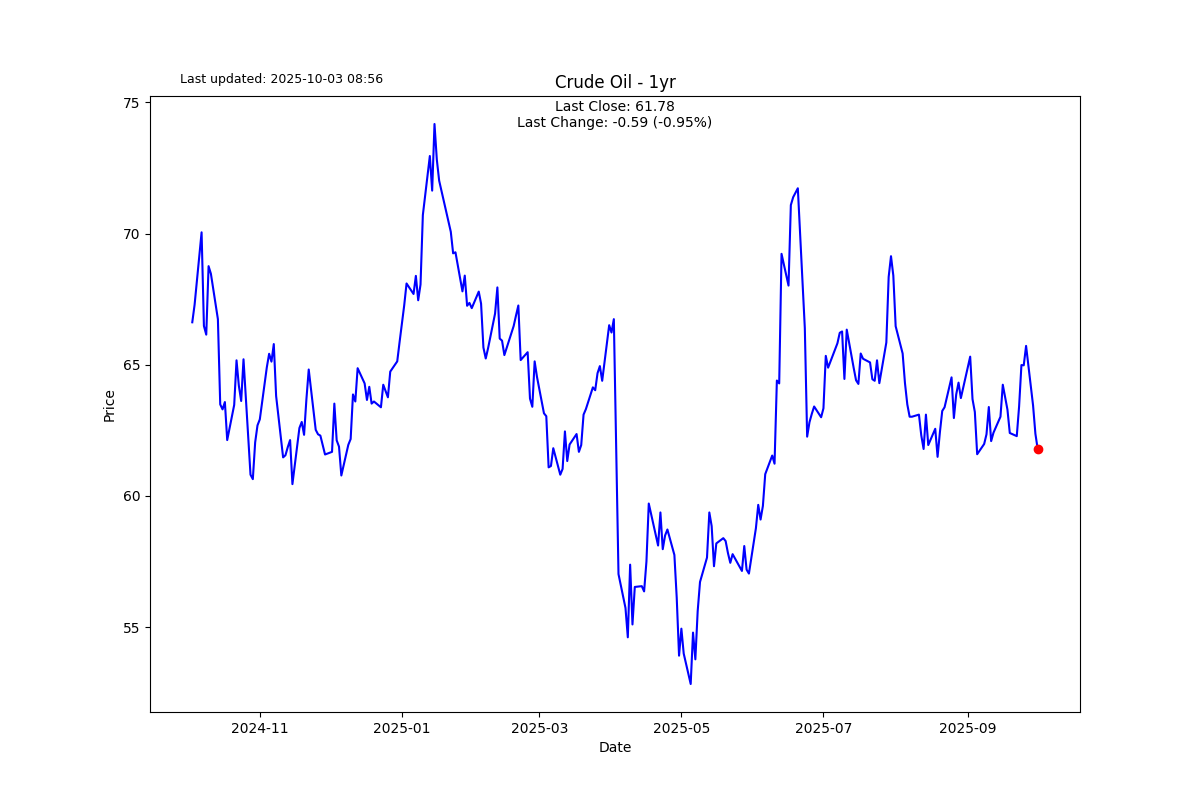 Last updated: 2025-10-03 08:56
Crude Oil - 1yr
Last Close: 61.78
Last Change: -0.59 (-0.95%)
75
70
65
60
55
Price
2024-11
2025-01
2025-03
2025-05
2025-07
2025-09
Date